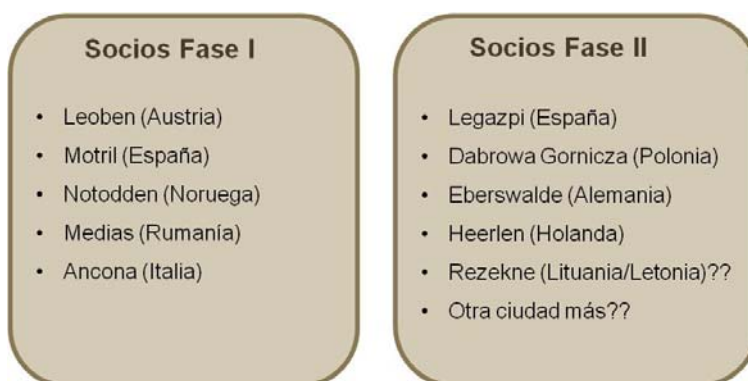 Socios Fase I
• Leoben (Austria)
• Motril (España)
• Notodden (Noruega)
• Medias (Rumanía)
• Ancona (Italia)
Socios Fase II
• Legazpi (España)
• Dabrowa Gornicza (Polonia)
• Eberswalde (Alemania)
• Heerlen (Holanda)
• Rezekne (Lituania/Letonia)??
• Otra ciudad más??